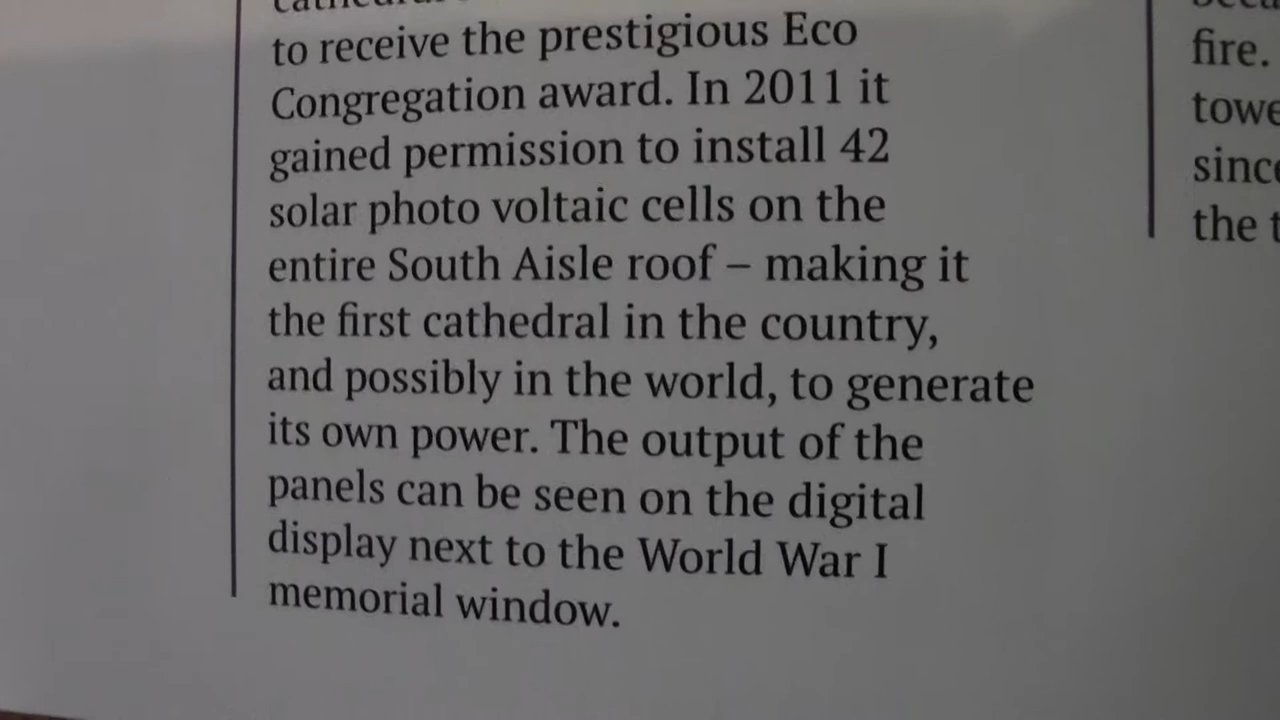 to receive the prestigious Eco
Congregation award. In 2011 it
gained permission to install 42
solar photo voltaic cells on the
entire South Aisle roof – making it
the first cathedral in the country,
and possibly in the world, to generate
its own power. The output of the
panels can be seen on the digital
display next to the World War I
memorial window.
fire.
the